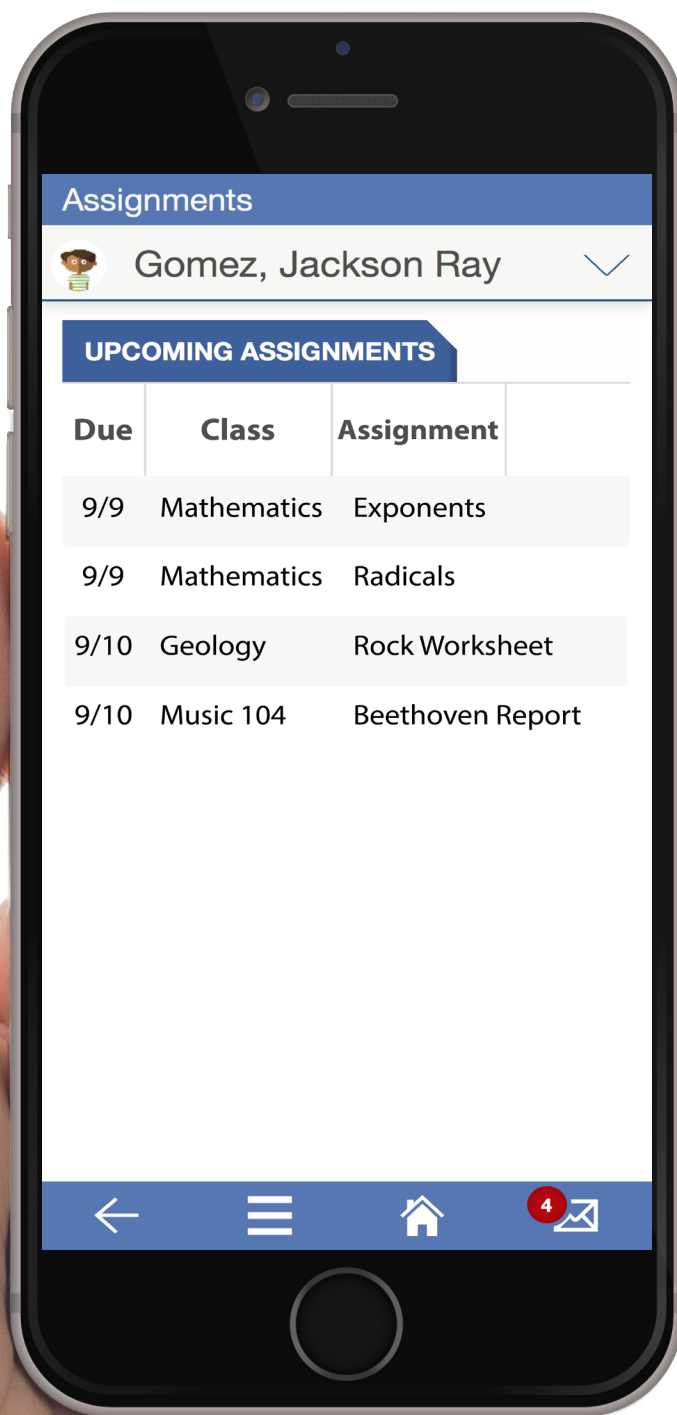 Assignments
Gomez, Jackson Ray
UPCOMING ASSIGNMENTS
Due Class Assignment
9/9 Mathematics Exponents
9/9 Mathematics Radicals
9/10 Geology Rock Worksheet
9/10 Music 104 Beethoven Report
4